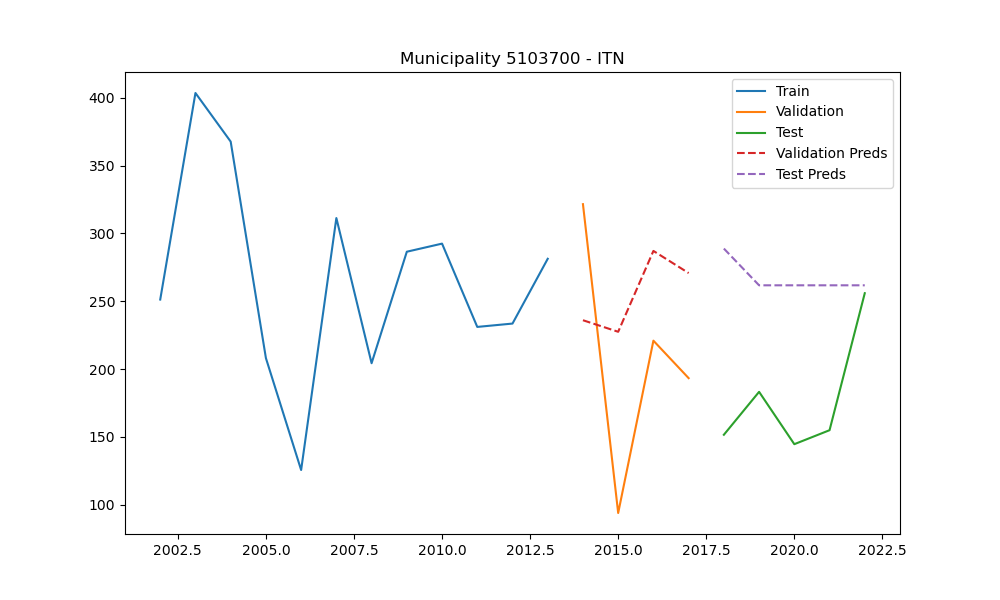 Municipality 5103700 - ITN
400
350
300
250
200
150
100
2002.5 2005.0 2007.5 2010.0 2012.5 2015.0 2017.5 2020.0 2022.5
Train
Validation
Test
Validation Preds
Test Preds